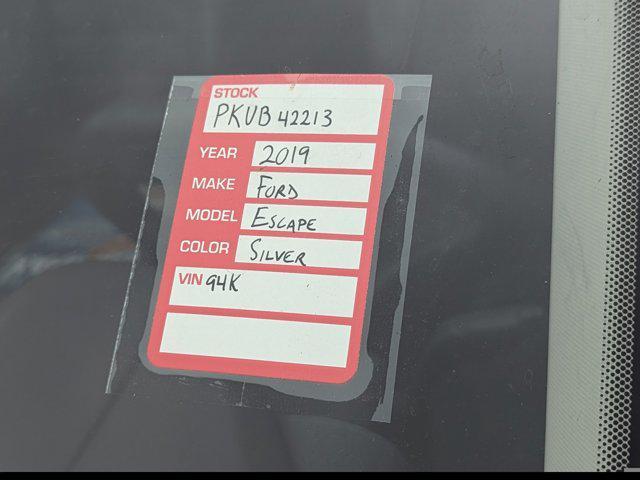 STOCK
PKUB 42213
YEAR 2019
MAKE FORD
MODEL ESCAPE
COLOR SILVER
VIN 94K